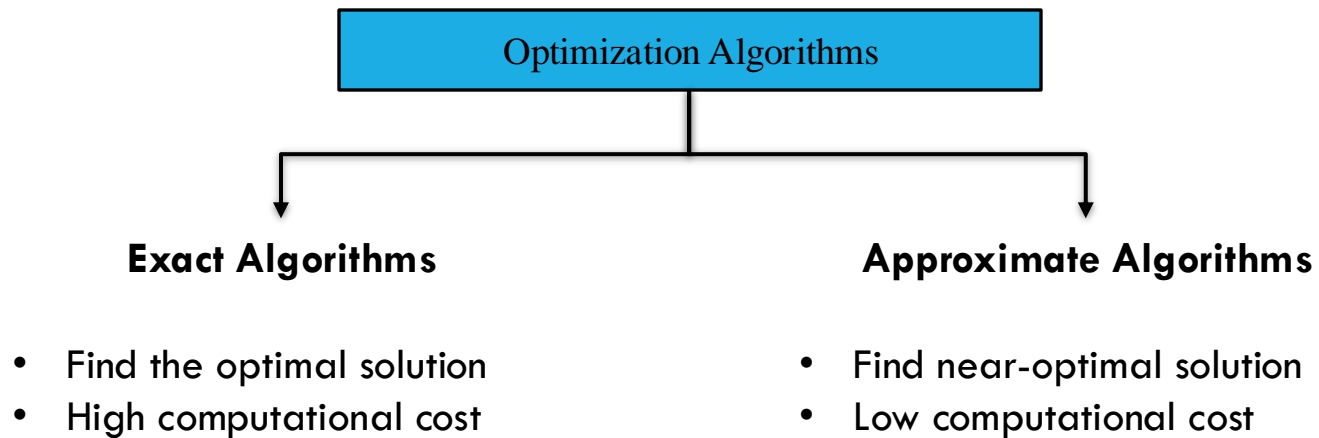 Optimization Algorithms
Exact Algorithms
Approximate Algorithms
• Find the optimal solution
• High computational cost
• Find near-optimal solution
• Low computational cost